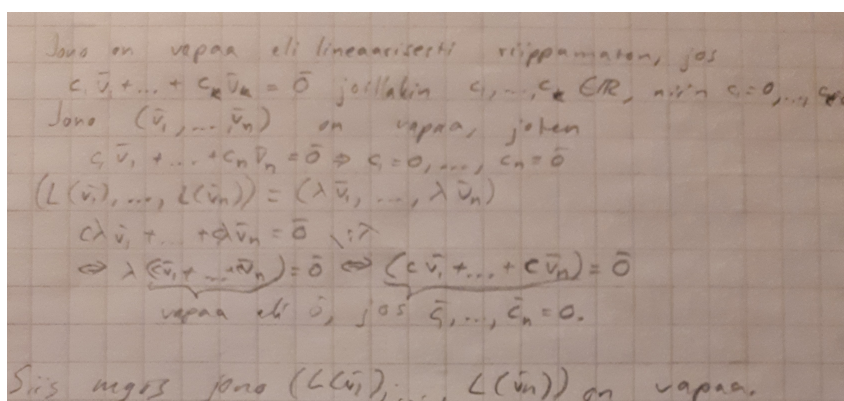 Jono on vapaa eli lineaarisesti riippumaton, jos
c₁v̄₁+...+ cₖv̄ₖ = 0̄ joillakin c₁,...,cₖ ∈ℝ, niin c₁=0,...,
Jono (v̄₁,...,v̄ₙ) on vapaa, joten
c₁v̄₁ +...+cₙv̄ₙ=0̄ ⇒ c₁=0,..., cₙ=0̄
(L(v̄₁),..., L(v̄ₙ)) = (λv̄₁,..., λv̄ₙ)
cλv̄₁+...+cλv̄ₙ=0̄ \:λ
⇔ λ(cv̄₁+...+cv̄ₙ)=0̄ ⇔ (cv̄₁+...+cv̄ₙ)=0̄
vapaa eli 0̄, jos c̄₁,..., c̄ₙ=0.
Siis myös jono (L(v̄₁),..., L(v̄ₙ)) on vapaa.